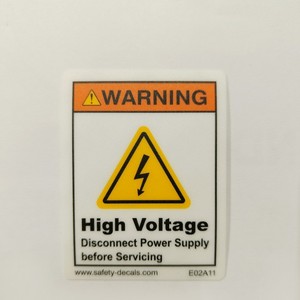 WARNING
High Voltage
Disconnect Power Supply
before Servicing
www.safety-decals.com E02A11